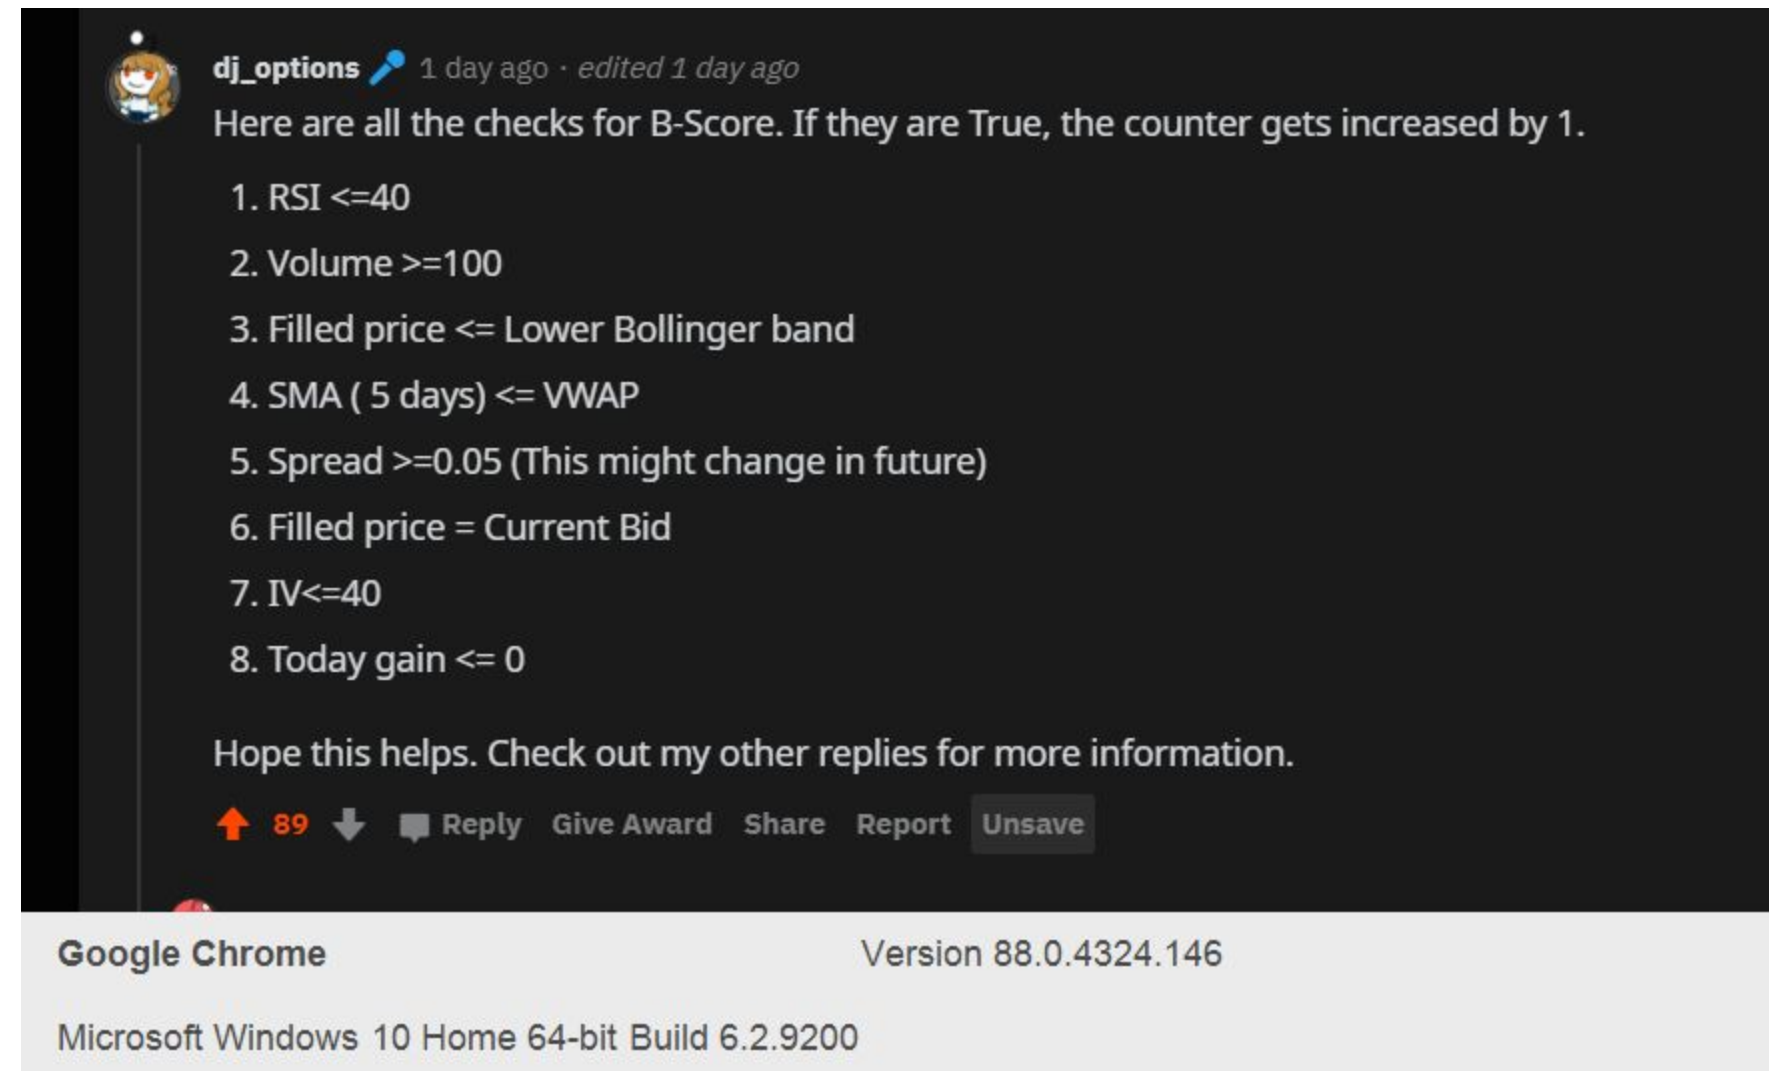 dj_options 1 day ago · edited 1 day ago
Here are all the checks for B-Score. If they are True, the counter gets increased by 1.
1. RSI <=40
2. Volume >=100
3. Filled price <= Lower Bollinger band
4. SMA ( 5 days) <= VWAP
5. Spread >=0.05 (This might change in future)
6. Filled price = Current Bid
7. IV<=40
8. Today gain <= 0
Hope this helps. Check out my other replies for more information.
89 Reply Give Award Share Report Unsave
Google Chrome Version 88.0.4324.146
Microsoft Windows 10 Home 64-bit Build 6.2.9200